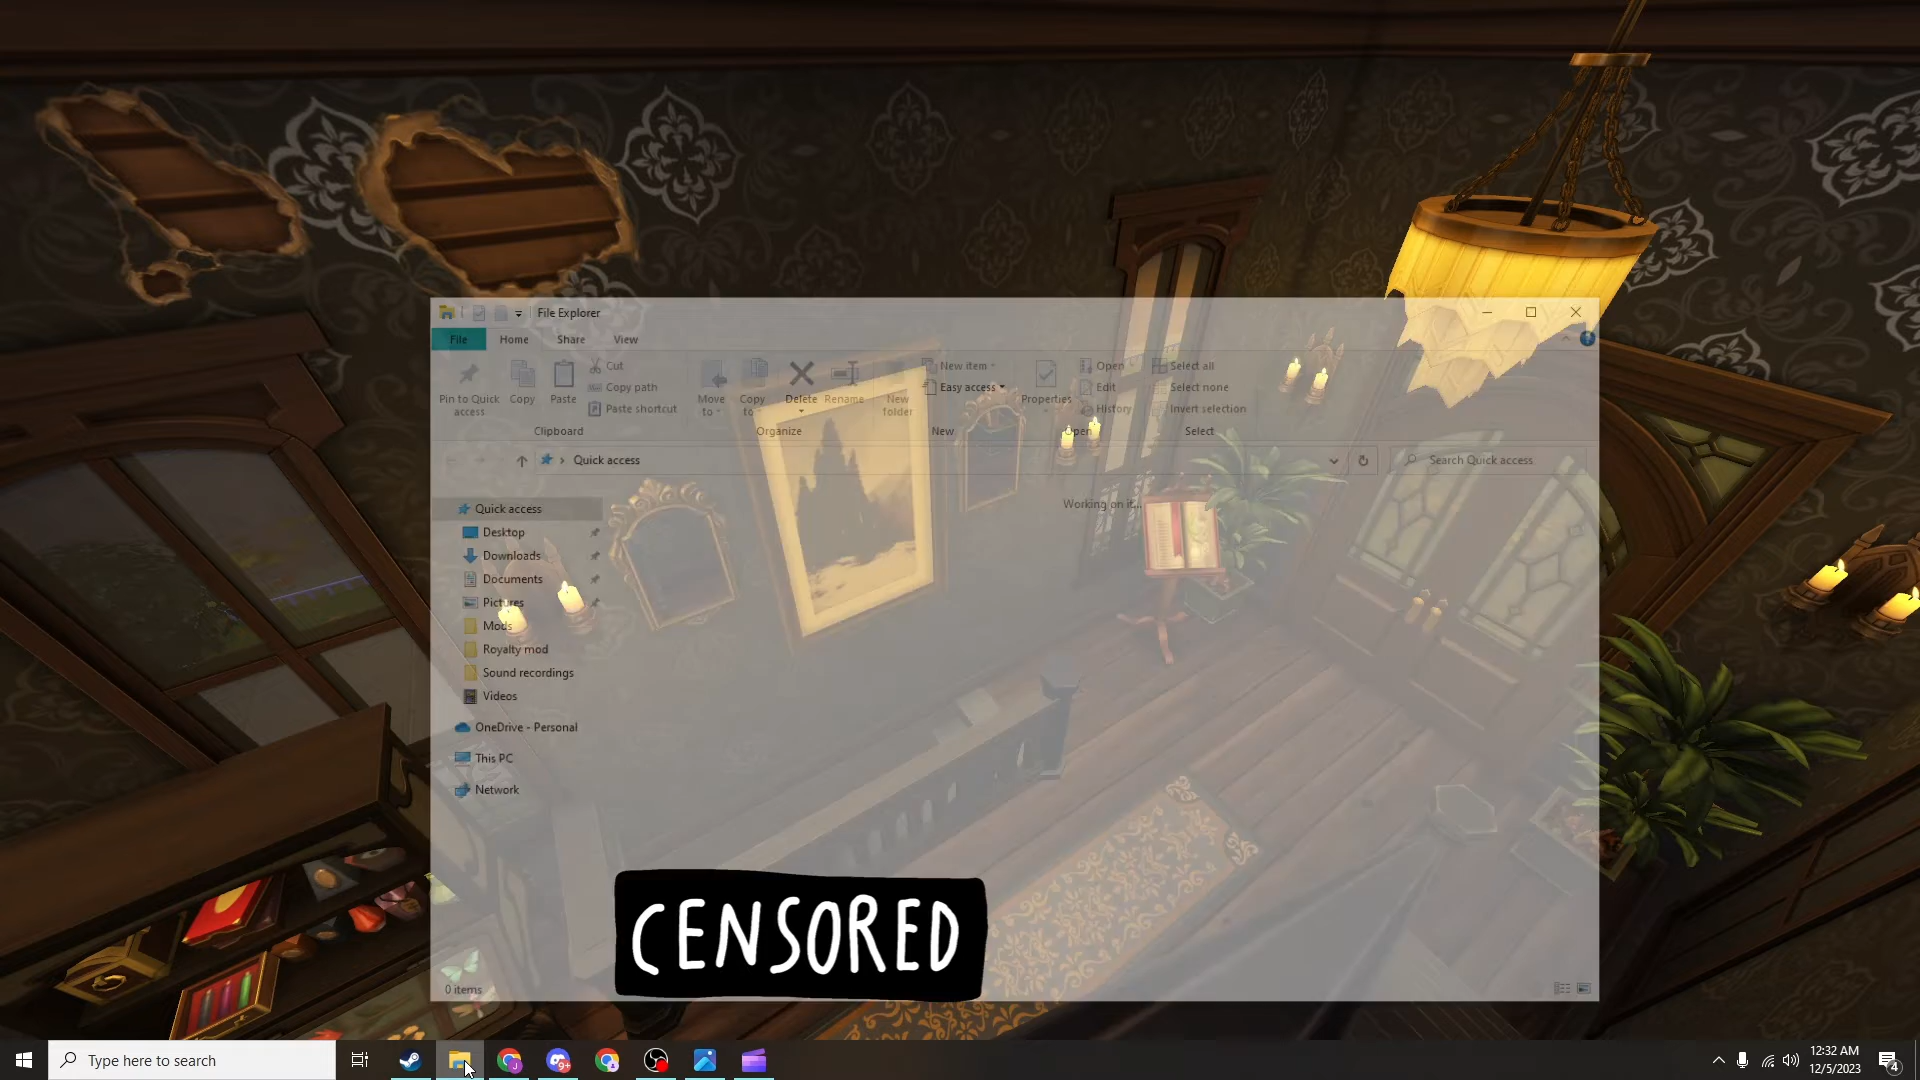 File Explorer
File Home Share View
Pin to Quick access
Copy
Paste
Cut
Copy path
Paste shortcut
Clipboard
Move to
Copy to
Delete
Rename
Organize
New folder
New item
Easy access
New
Properties
Open
Edit
History
Open
Select all
Select none
Invert selection
Select
Quick access
Search Quick access
Working on it...
Quick access
Desktop
Downloads
Documents
Pictures
Mods
Royalty mod
Sound recordings
Videos
OneDrive - Personal
This PC
Network
CENSORED
0 items
Type here to search
9+
12:32 AM
12/5/2023
4